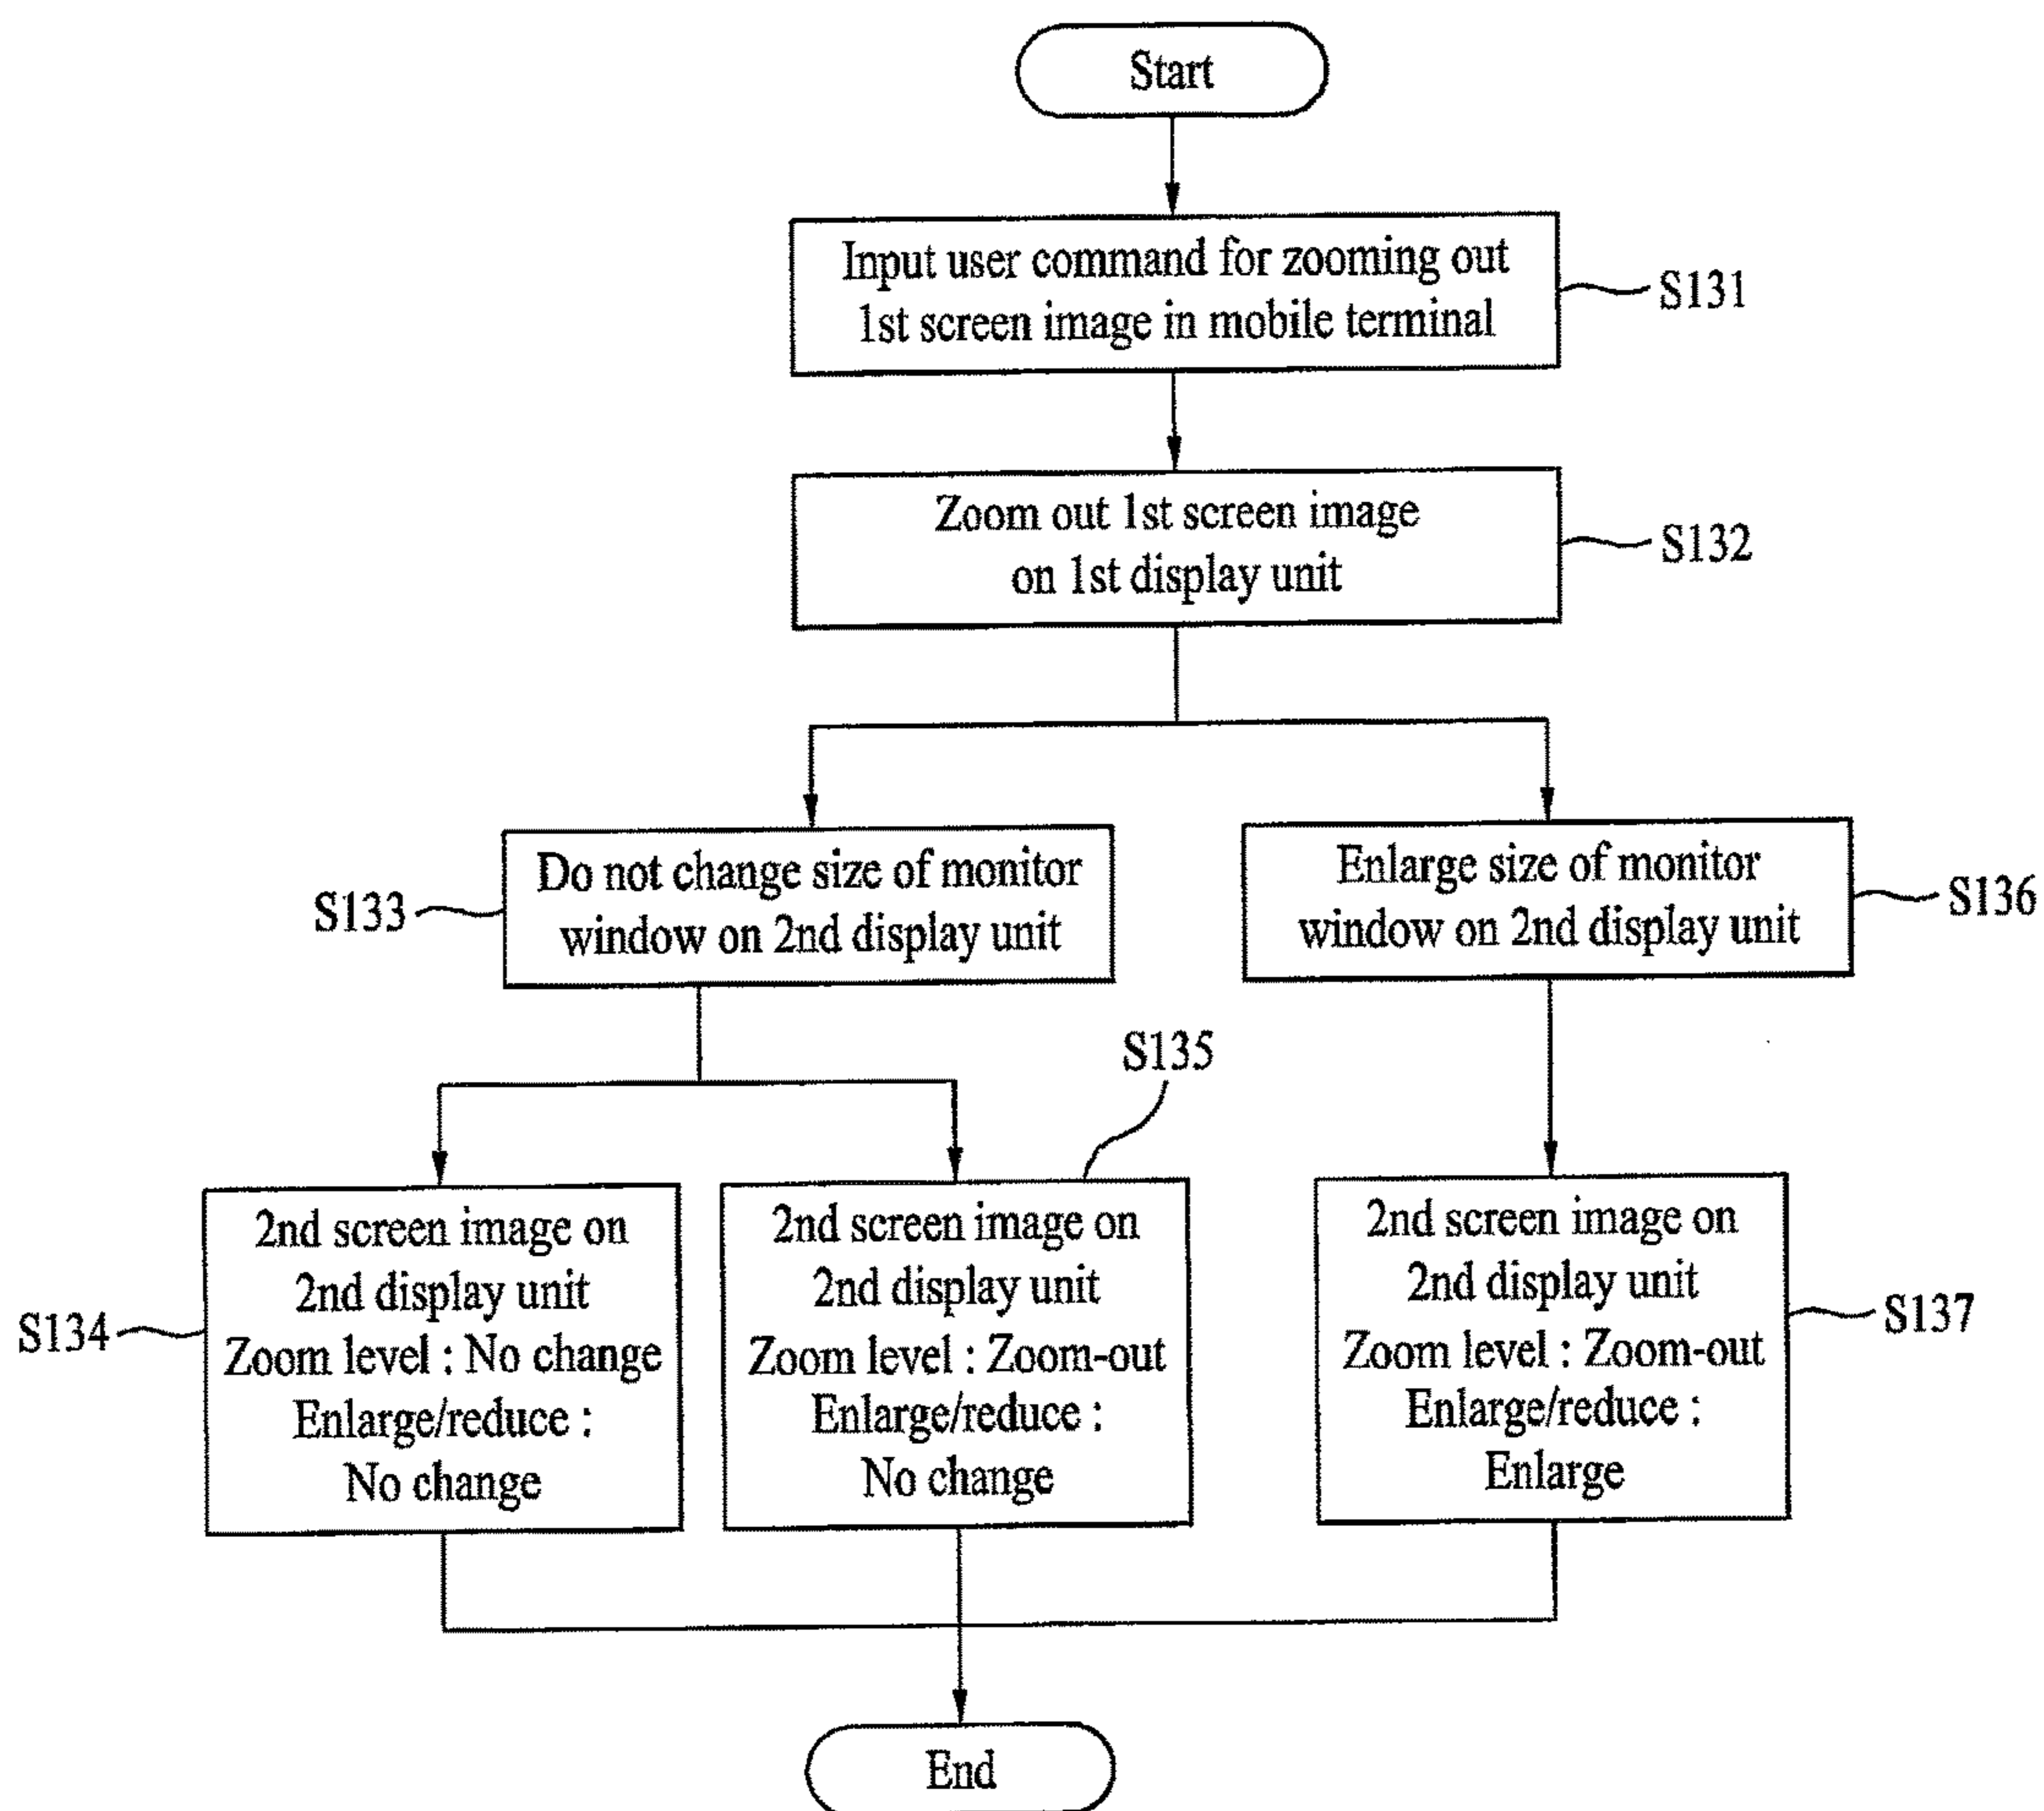 Start
Input user command for zooming out
1st screen image in mobile terminal
S131
Zoom out 1st screen image
on 1st display unit
S132
Do not change size of monitor
window on 2nd display unit
S133
Enlarge size of monitor
window on 2nd display unit
S136
S135
2nd screen image on
2nd display unit
Zoom level : No change
Enlarge/reduce :
No change
S134
2nd screen image on
2nd display unit
Zoom level : Zoom-out
Enlarge/reduce :
No change
2nd screen image on
2nd display unit
Zoom level : Zoom-out
Enlarge/reduce :
Enlarge
S137
End